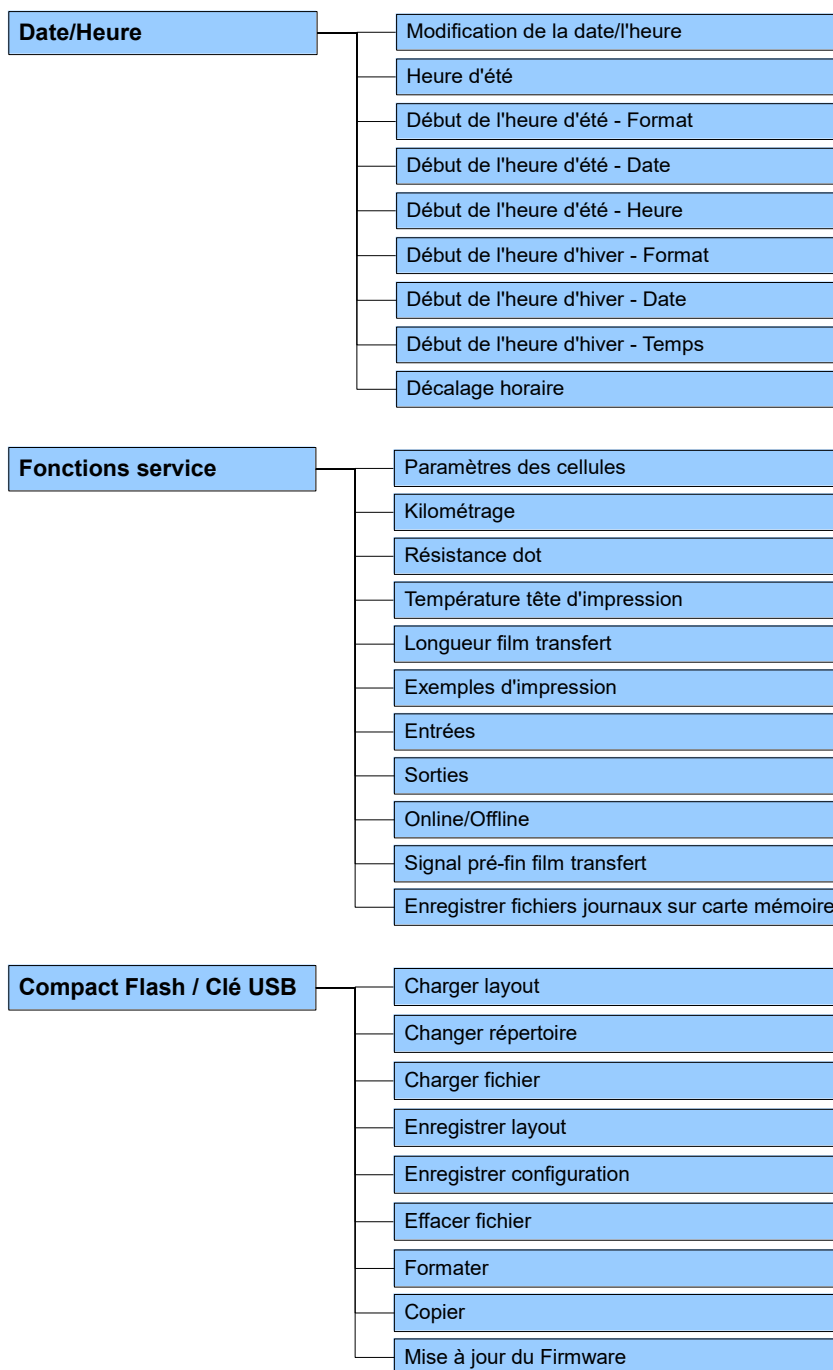 Date/Heure
Modification de la date/l'heure
Heure d'été
Début de l'heure d'été - Format
Début de l'heure d'été - Date
Début de l'heure d'été - Heure
Début de l'heure d'hiver - Format
Début de l'heure d'hiver - Date
Début de l'heure d'hiver - Temps
Décalage horaire
Fonctions service
Paramètres des cellules
Kilométrage
Résistance dot
Température tête d'impression
Longueur film transfert
Exemples d'impression
Entrées
Sorties
Online/Offline
Signal pré-fin film transfert
Enregistrer fichiers journaux sur carte mémoire
Compact Flash / Clé USB
Charger layout
Changer répertoire
Charger fichier
Enregistrer layout
Enregistrer configuration
Effacer fichier
Formater
Copier
Mise à jour du Firmware